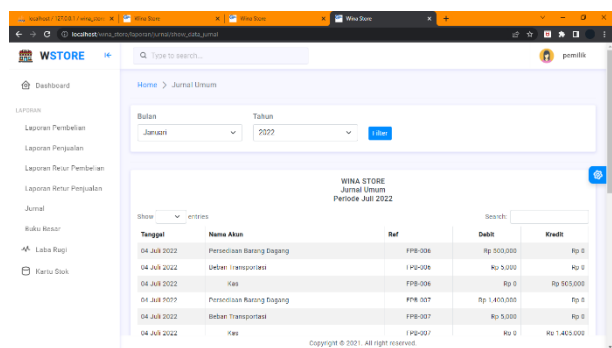 localhost / 127.0.0.1 / wina_stor
Wina Store
Wina Store
Wina Store
localhost/wina_store/laporan/jurnal/show_data_jurnal
WSTORE
Type to search...
pemilik
Dashboard
Home > Jurnal Umum
LAPORAN
Laporan Pembelian
Laporan Penjualan
Laporan Retur Pembelian
Laporan Retur Penjualan
Jurnal
Buku Besar
Laba Rugi
Kartu Stok
Bulan Tahun
Januari 2022 Filter
WINA STORE
Jurnal Umum
Periode Juli 2022
Show entries Search:
Tanggal Nama Akun Ref Debit Kredit
04 Juli 2022 Persediaan Barang Dagang FPB-006 Rp 500,000 Rp 0
04 Juli 2022 Beban Transportasi FPB-006 Rp 5,000 Rp 0
04 Juli 2022 Kas FPB-006 Rp 0 Rp 505,000
04 Juli 2022 Persediaan Barang Dagang FPB-007 Rp 1,400,000 Rp 0
04 Juli 2022 Beban Transportasi FPB-007 Rp 5,000 Rp 0
04 Juli 2022 Kas FPB-007 Rp 0 Rp 1,405,000
Copyright © 2021. All right reserved.